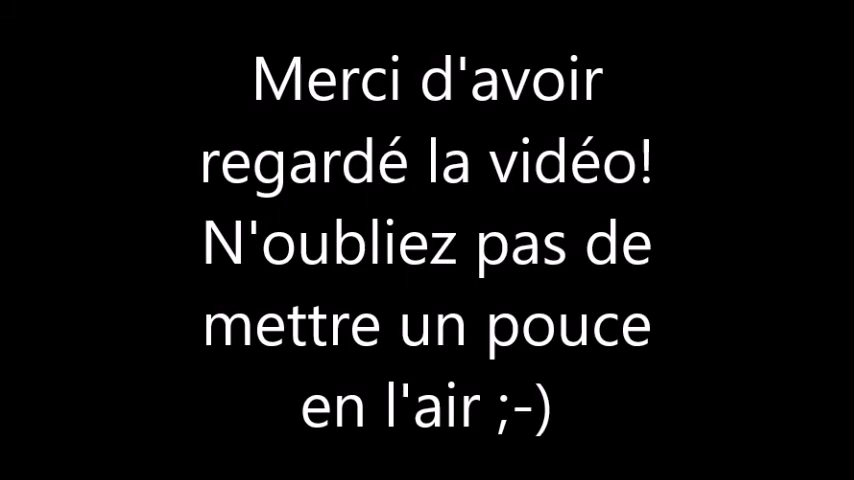 Merci d'avoir
regardé la vidéo!
N'oubliez pas de
mettre un pouce
en l'air ;-)